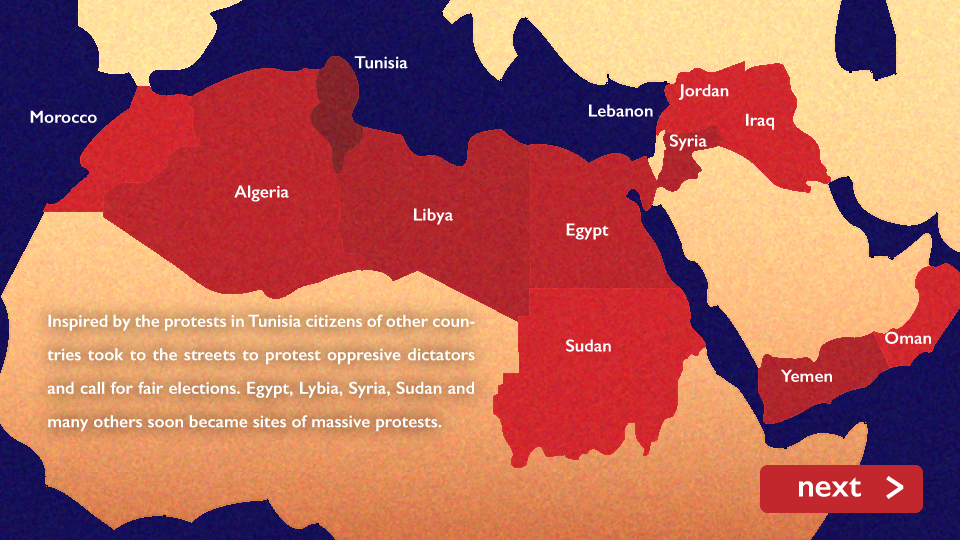 Tunisia
Morocco
Lebanon
Jordan
Iraq
Syria
Algeria
Libya
Egypt
Sudan
Oman
Yemen
Inspired by the protests in Tunisia citizens of other coun-
tries took to the streets to protest oppresive dictators
and call for fair elections. Egypt, Lybia, Syria, Sudan and
many others soon became sites of massive protests.
next >